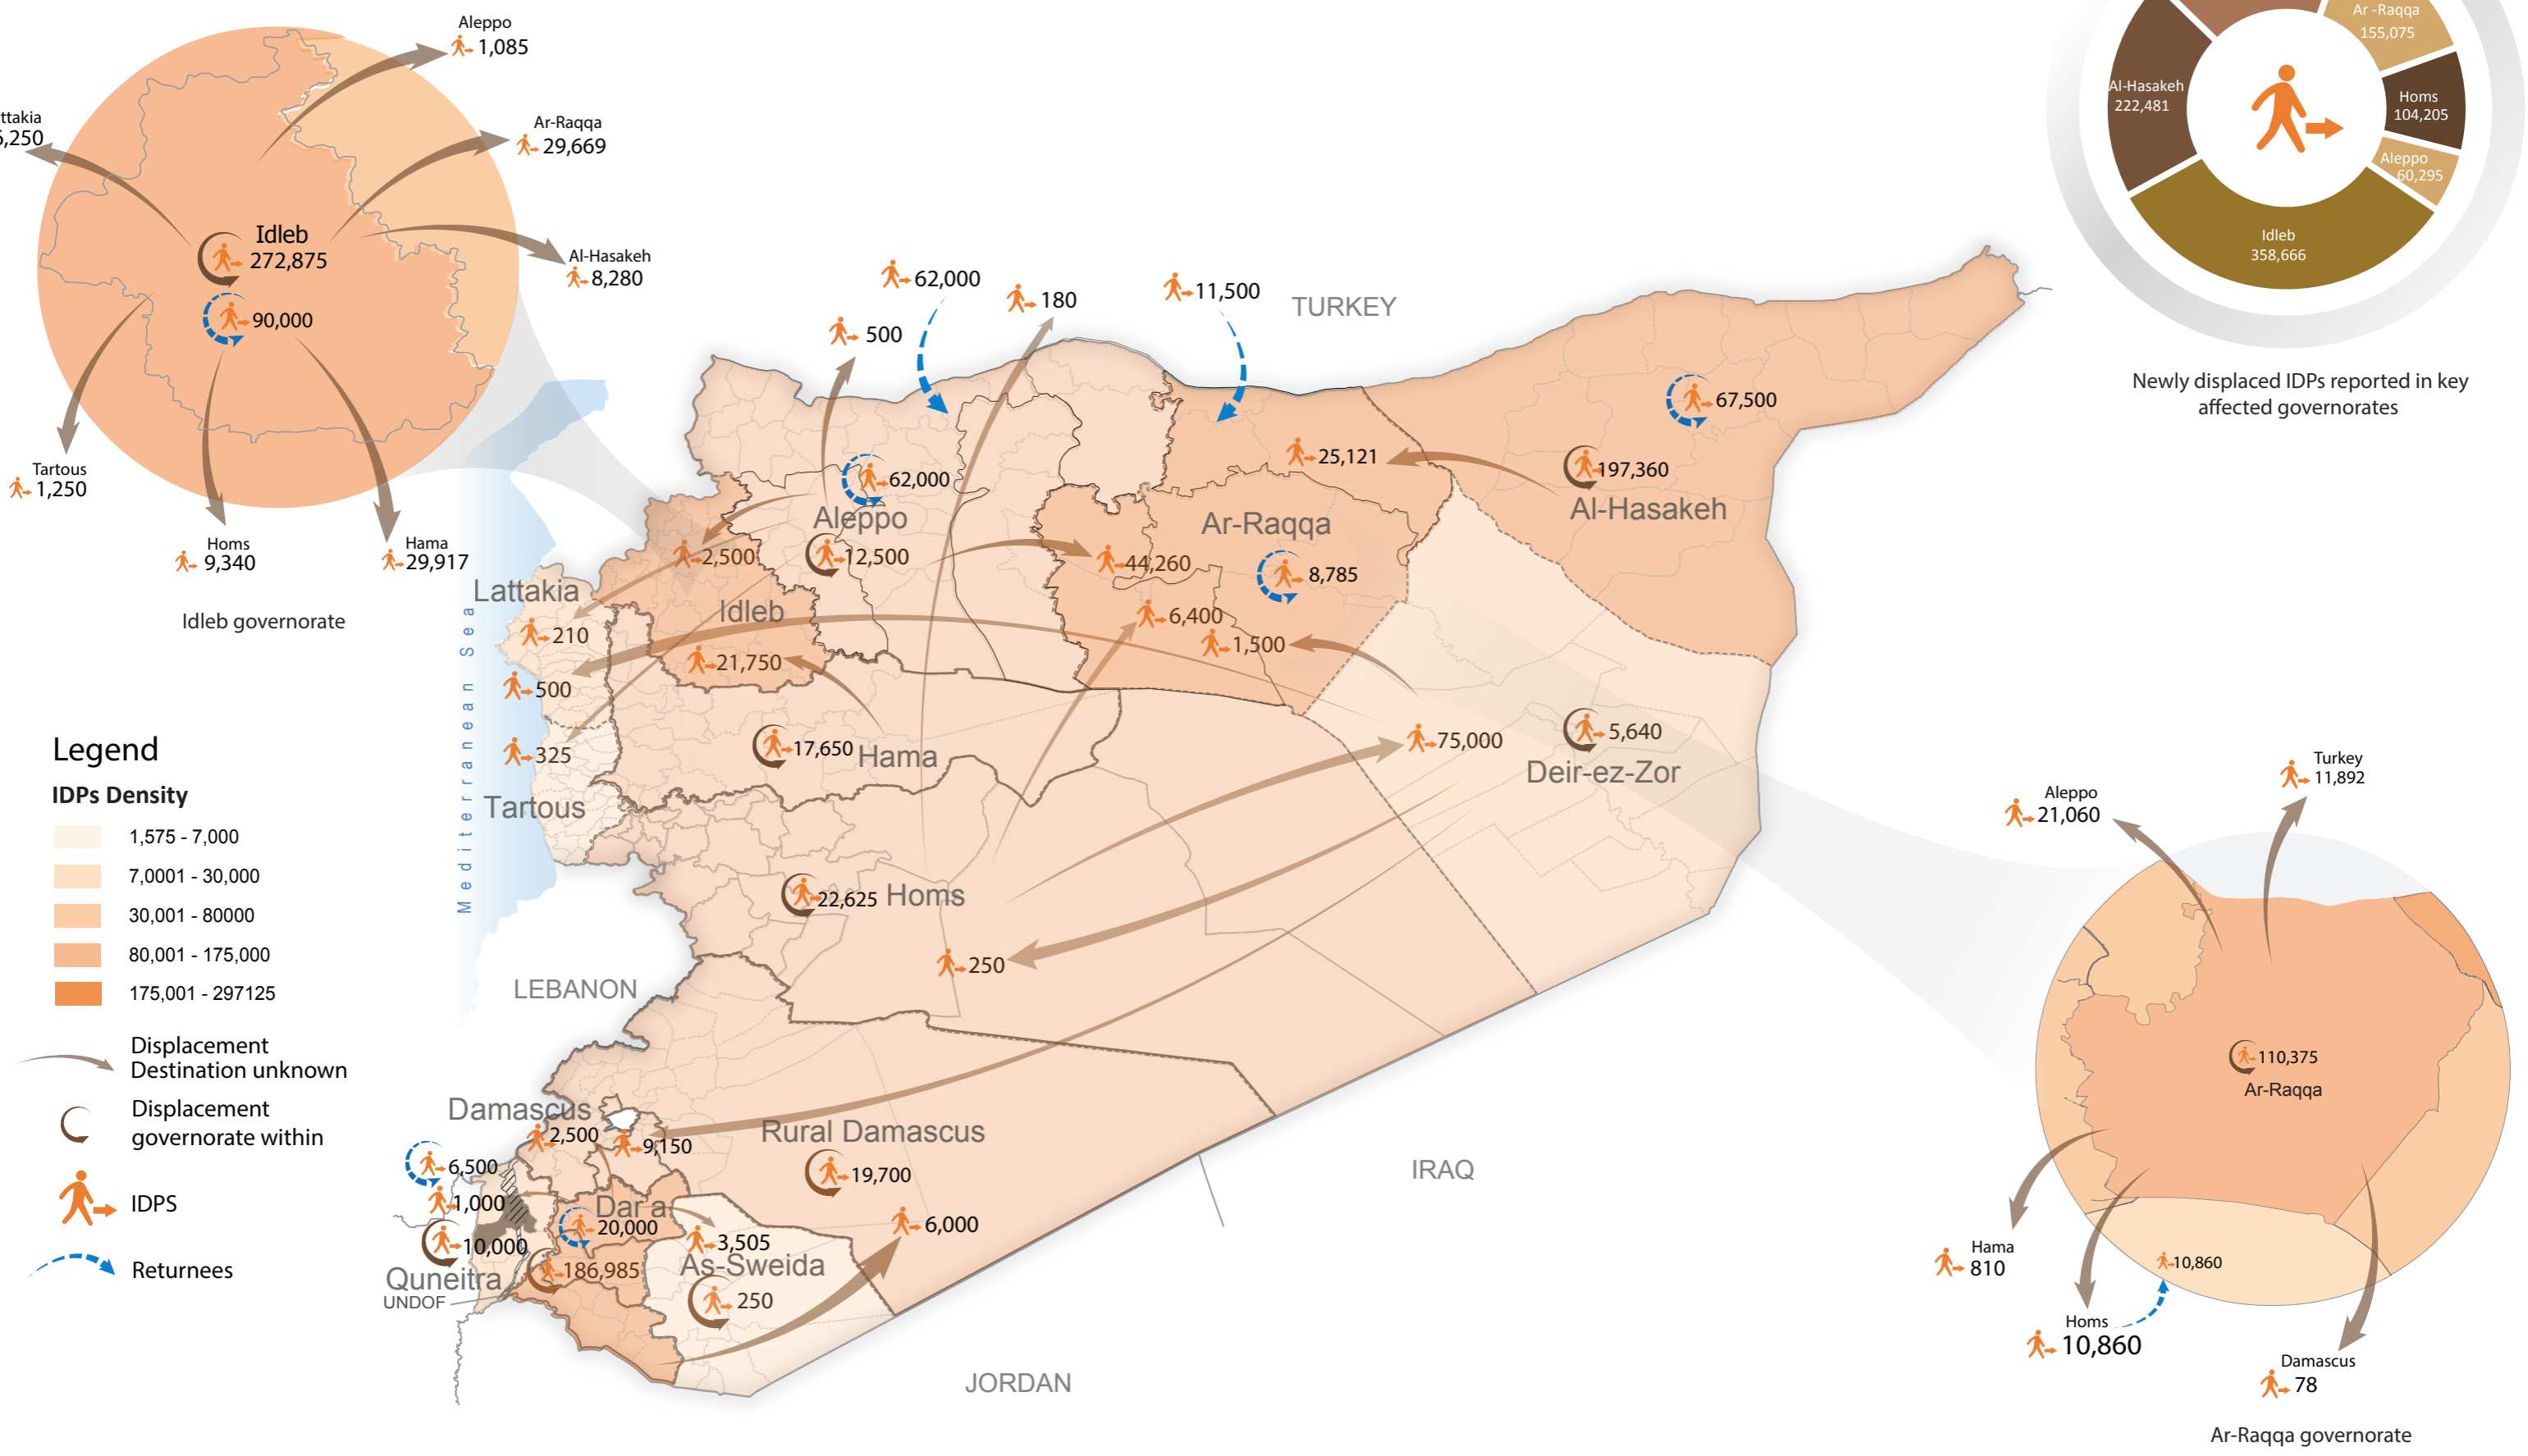 Aleppo
1,085
Ar-Raqqa
29,669
Al-Hasakeh
8,280
Idleb
272,875
90,000
Tartous
1,250
Homs
9,340
Hama
29,917
Idleb governorate
Ar -Raqqa
155,075
Al-Hasakeh
222,481
Homs
104,205
Aleppo
60,295
Idleb
358,666
Newly displaced IDPs reported in key
affected governorates
62,000
180
11,500
500
TURKEY
67,500
25,121
197,360
Al-Hasakeh
62,000
Aleppo
12,500
2,500
Ar-Raqqa
44,260
8,785
6,400
1,500
Lattakia
210
Idleb
21,750
500
325
Tartous
17,650
Hama
75,000
5,640
Deir-ez-Zor
22,625
Homs
250
Mediterranean Sea
LEBANON
Damascus
2,500
9,150
Rural Damascus
19,700
6,500
1,000
10,000
Quneitra
UNDOF
Dar a
20,000
186,985
3,505
As-Sweida
250
6,000
IRAQ
JORDAN
Legend
IDPs Density
1,575 - 7,000
7,0001 - 30,000
30,001 - 80000
80,001 - 175,000
175,001 - 297125
Displacement
Destination unknown
Displacement
governorate within
IDPS
Returnees
Turkey
11,892
Aleppo
21,060
110,375
Ar-Raqqa
Hama
810
10,860
Homs
10,860
Damascus
78
Ar-Raqqa governorate